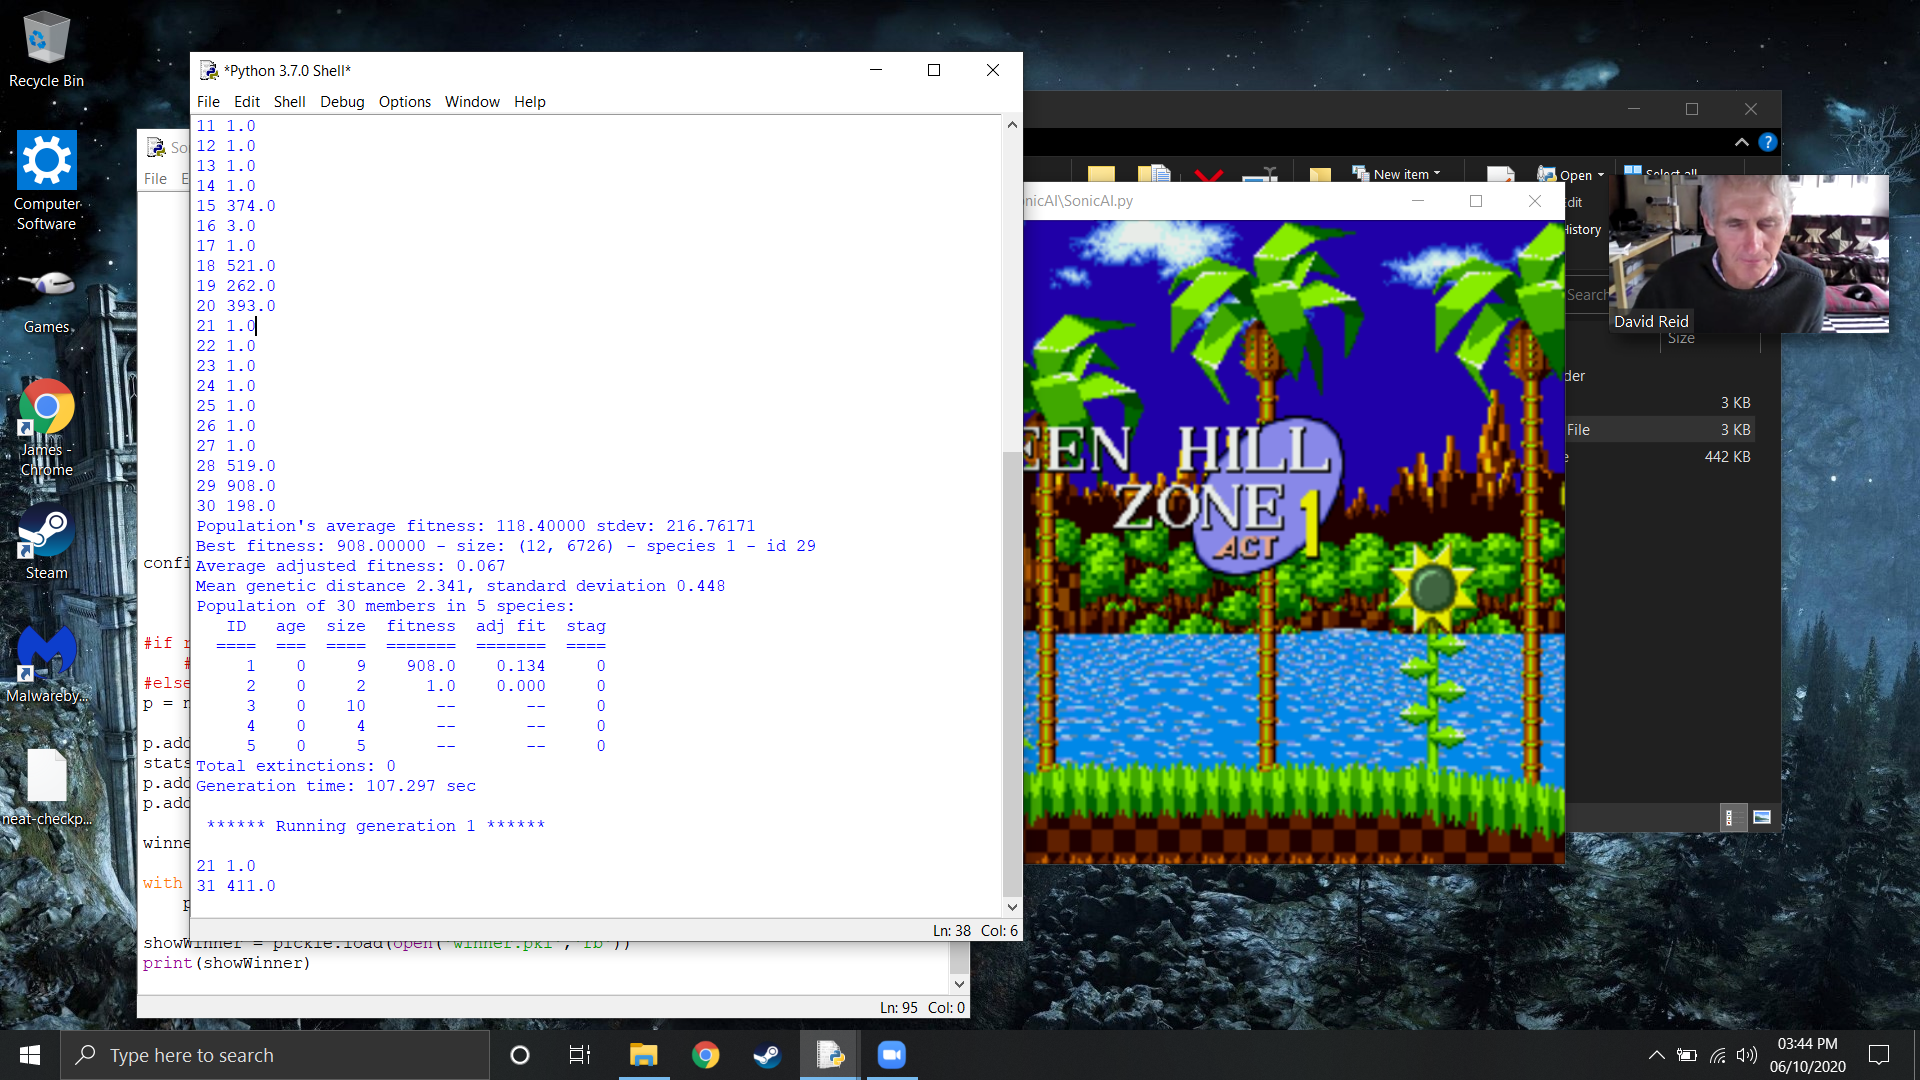 Recycle Bin
Computer
Software
Games
James -
Chrome
Steam
Malwareby...
neat-checkp...
*Python 3.7.0 Shell*
File Edit Shell Debug Options Window Help
11 1.0
12 1.0
13 1.0
14 1.0
15 374.0
16 3.0
17 1.0
18 521.0
19 262.0
20 393.0
21 1.0
22 1.0
23 1.0
24 1.0
25 1.0
26 1.0
27 1.0
28 519.0
29 908.0
30 198.0
Population's average fitness: 118.40000 stdev: 216.76171
Best fitness: 908.00000 - size: (12, 6726) - species 1 - id 29
Average adjusted fitness: 0.067
Mean genetic distance 2.341, standard deviation 0.448
Population of 30 members in 5 species:
ID age size fitness adj fit stag
==== === ==== ======= ======= ====
1 0 9 908.0 0.134 0
2 0 2 1.0 0.000 0
3 0 10 -- -- 0
4 0 4 -- -- 0
5 0 5 -- -- 0
Total extinctions: 0
Generation time: 107.297 sec
****** Running generation 1 ******
21 1.0
31 411.0
Ln: 38 Col: 6
So
File E
confi
#if r
#
#else
p = n
p.add
stats
p.add
p.add
winne
with
p
showWinner = pickle.load(open('winner.pkl','rb'))
print(showWinner)
Ln: 95 Col: 0
New item
Open
Select all
dit
History
nicAI\SonicAI.py
Search
Size
der
3 KB
File 3 KB
e 442 KB
EEN HILL
ZONE 1
ACT
David Reid
Type here to search
03:44 PM
06/10/2020